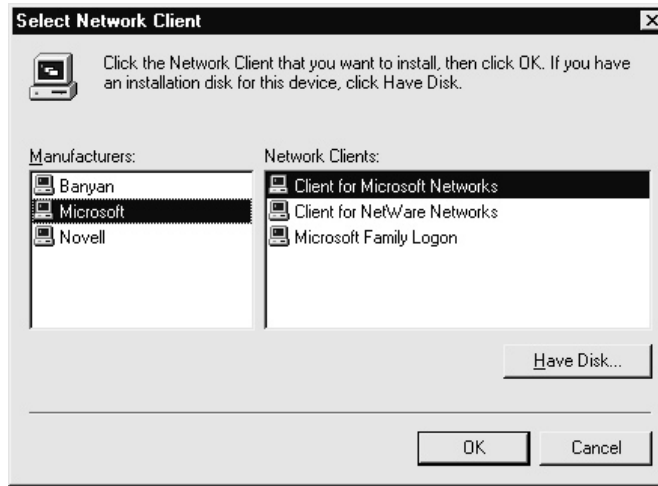 Select Network Client
Click the Network Client that you want to install, then click OK. If you have
an installation disk for this device, click Have Disk.
Manufacturers:
Network Clients:
Banyan
Microsoft
Novell
Client for Microsoft Networks
Client for NetWare Networks
Microsoft Family Logon
Have Disk...
OK
Cancel